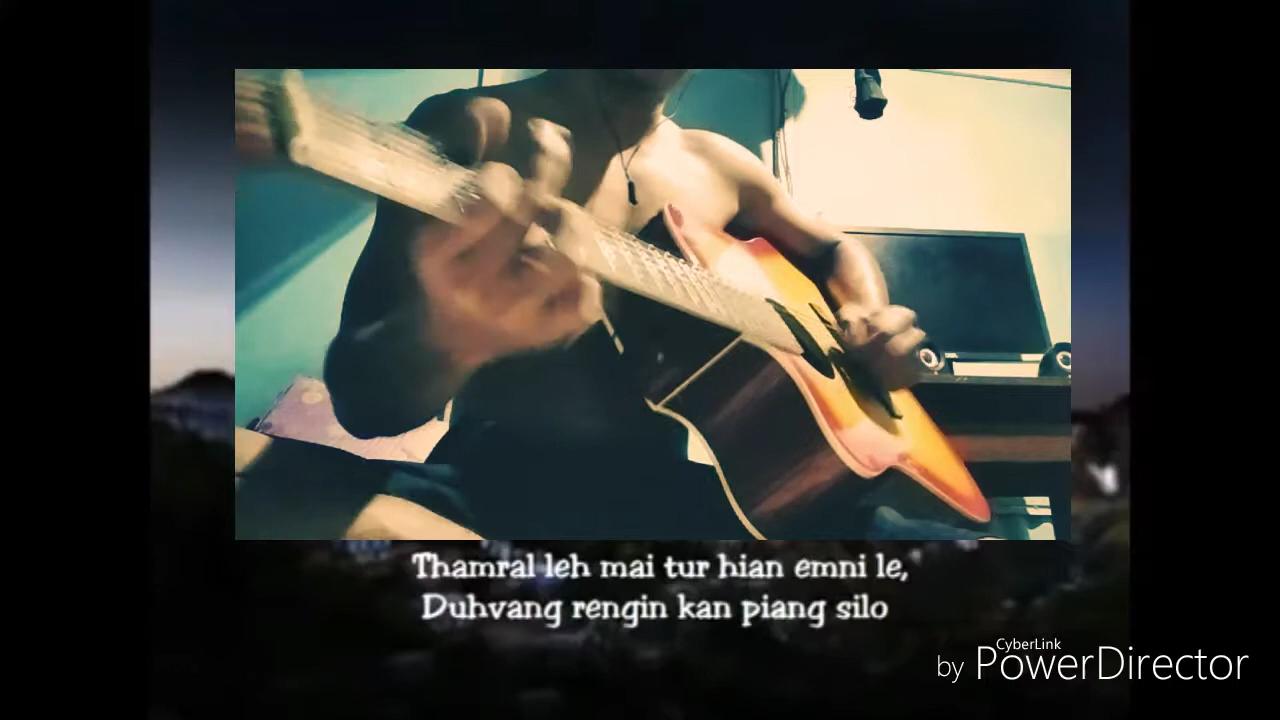 Thamral leh mai tur hian emni le,
Duhvang rengin kan piang silo
CyberLink
by PowerDirector